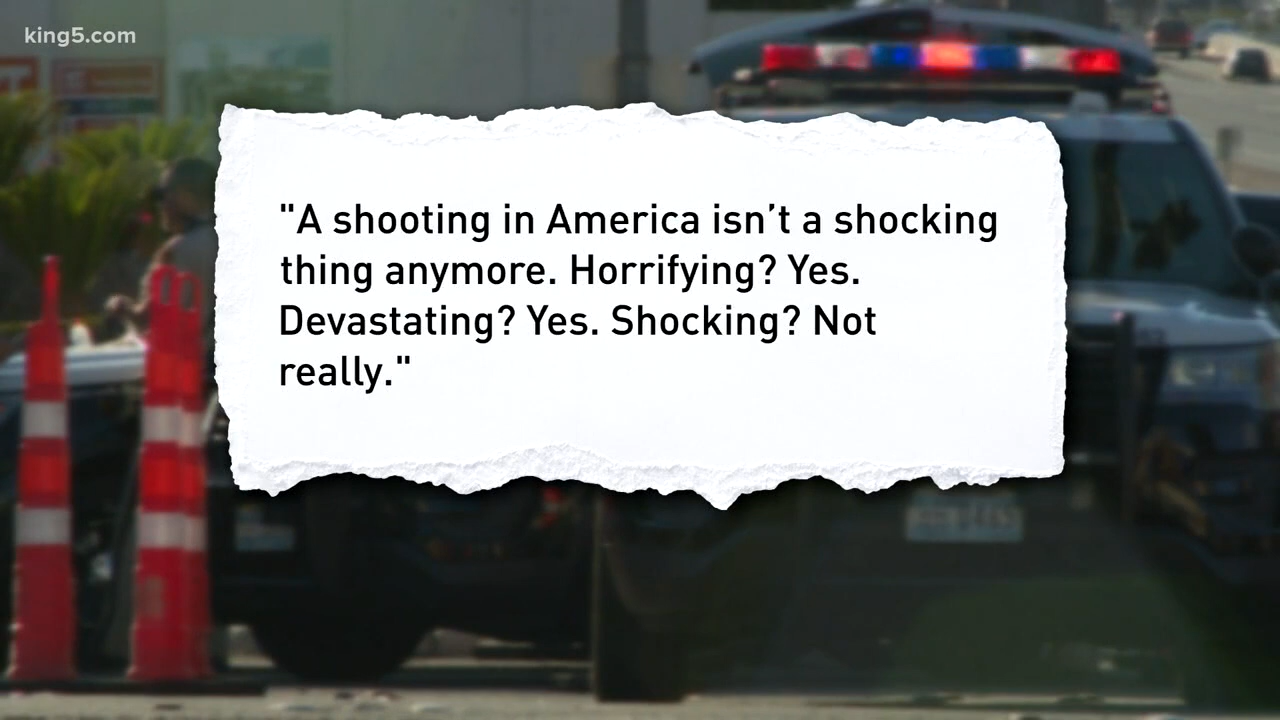 king5.com
"A shooting in America isn’t a shocking
thing anymore. Horrifying? Yes.
Devastating? Yes. Shocking? Not
really."